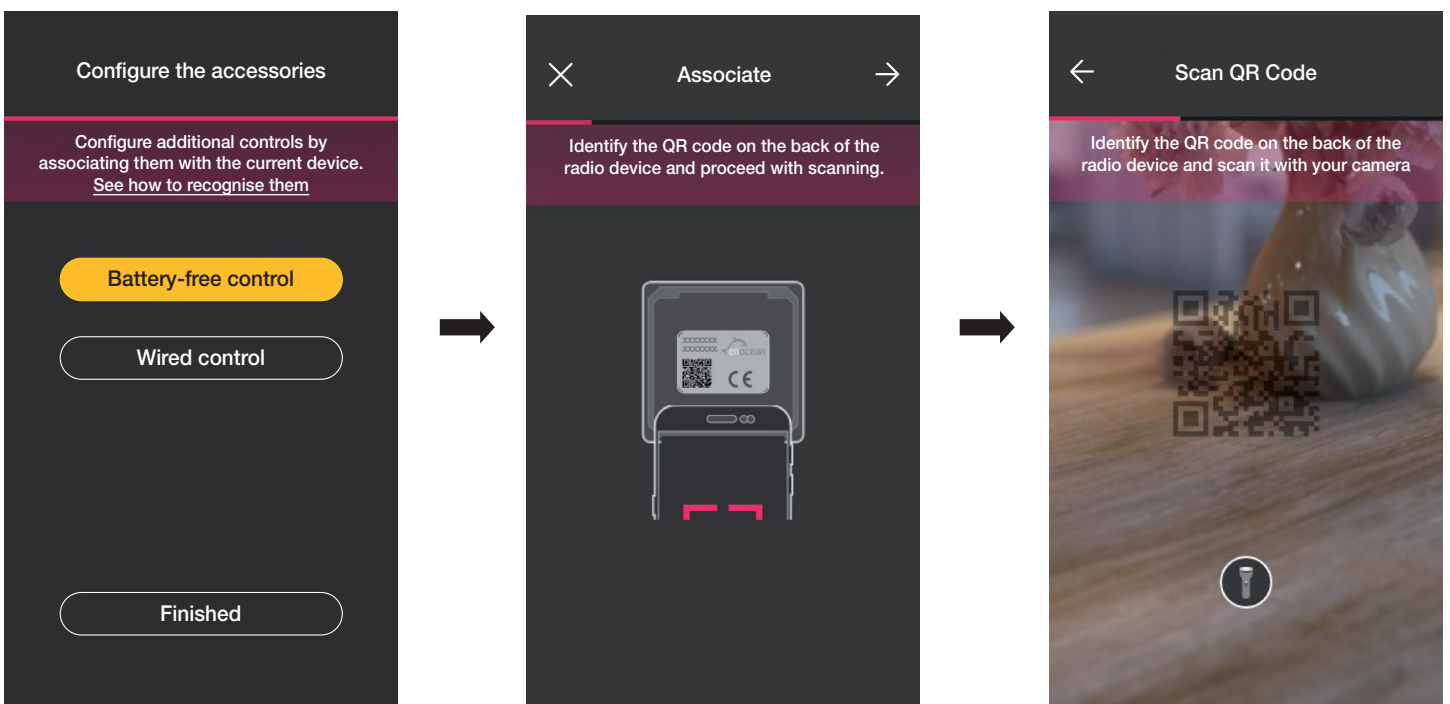 Configure the accessories
Configure additional controls by
associating them with the current device.
See how to recognise them
Battery-free control
Wired control
Finished
Associate
Identify the QR code on the back of the
radio device and proceed with scanning.
XXXXXXX
XXXXXXX
enocean
CE
Scan QR Code
Identify the QR code on the back of the
radio device and scan it with your camera